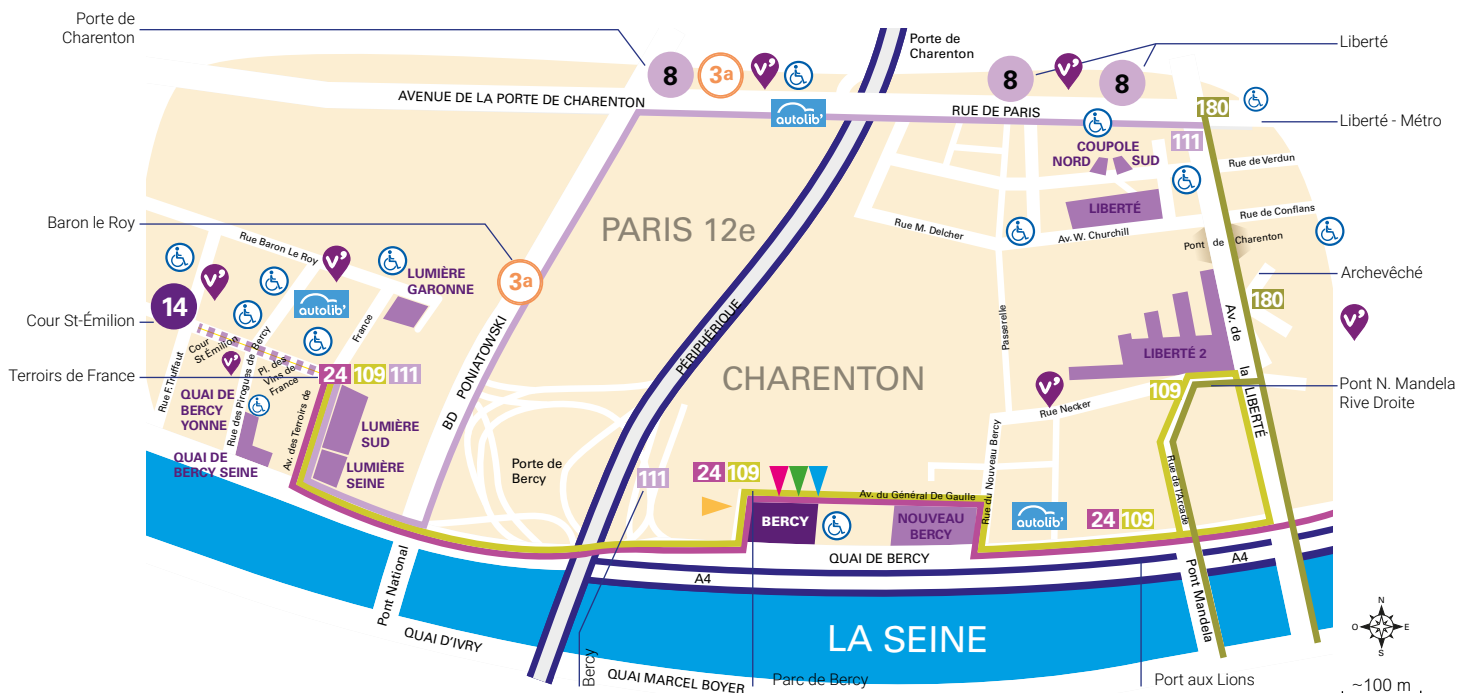 Porte de
Charenton
8
3a
V'
Porte de
Charenton
8
V'
8
Liberté
AVENUE DE LA PORTE DE CHARENTON
autolib'
RUE DE PARIS
180
Liberté - Métro
111
COUPOLE
NORD
SUD
Rue de Verdun
LIBERTÉ
Rue de Conflans
Baron le Roy
PARIS 12e
Rue M. Delcher
Av. W. Churchill
Pont de Charenton
Rue Baron Le Roy
V'
V'
LUMIÈRE
GARONNE
3a
Archevêché
14
autolib'
180
V'
Cour St-Émilion
France
PÉRIPHÉRIQUE
Passerelle
Av. de la LIBERTÉ
Cour
St Émilion
V'
Rue des Pirogues de Bercy
Pl. des
Vins de
France
BD PONIATOWSKI
LIBERTÉ 2
Terroirs de France
24
109
111
CHARENTON
109
Pont N. Mandela
Rive Droite
Rue F. Truffaut
QUAI DE
BERCY
YONNE
V'
Rue Necker
Av. des Terroirs de
LUMIÈRE
SUD
QUAI DE
BERCY SEINE
LUMIÈRE
SEINE
Porte de
Bercy
111
24
109
Rue du Nouveau Bercy
Rue de l'Arcade
Av. du Général De Gaulle
BERCY
NOUVEAU
BERCY
autolib'
24
109
QUAI DE BERCY
A4
A4
Pont National
Pont Mandela
LA SEINE
QUAI D'IVRY
N
O
E
S
Bercy
QUAI MARCEL BOYER
Parc de Bercy
Port aux Lions
~100 m